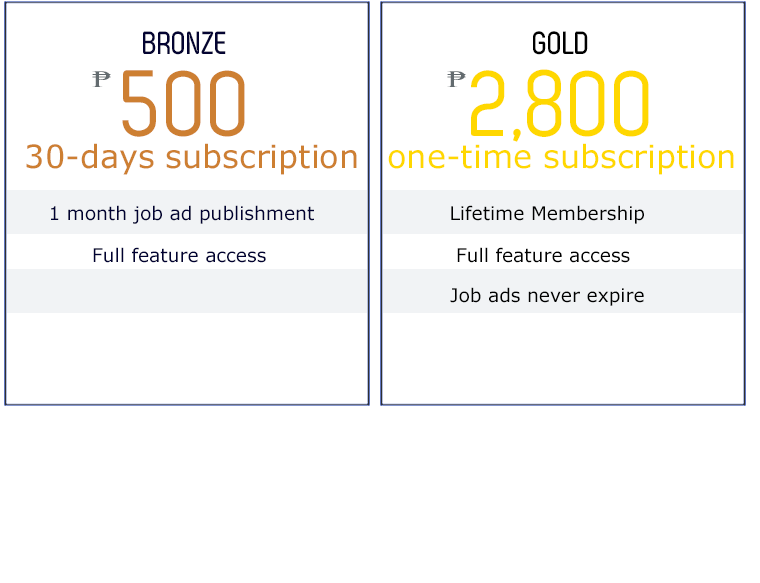 BRONZE
₱500
30-days subscription
1 month job ad publishment
Full feature access
GOLD
₱2,800
one-time subscription
Lifetime Membership
Full feature access
Job ads never expire